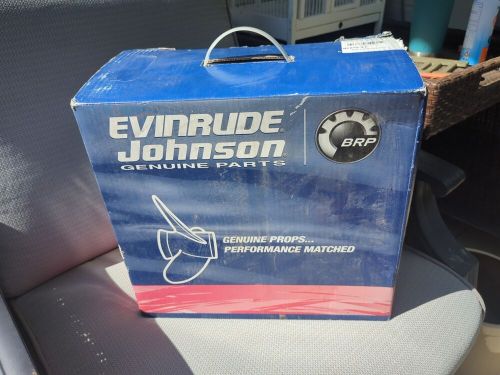 EVINRUDE
Johnson
GENUINE PARTS
BRP
GENUINE PROPS...
PERFORMANCE MATCHED